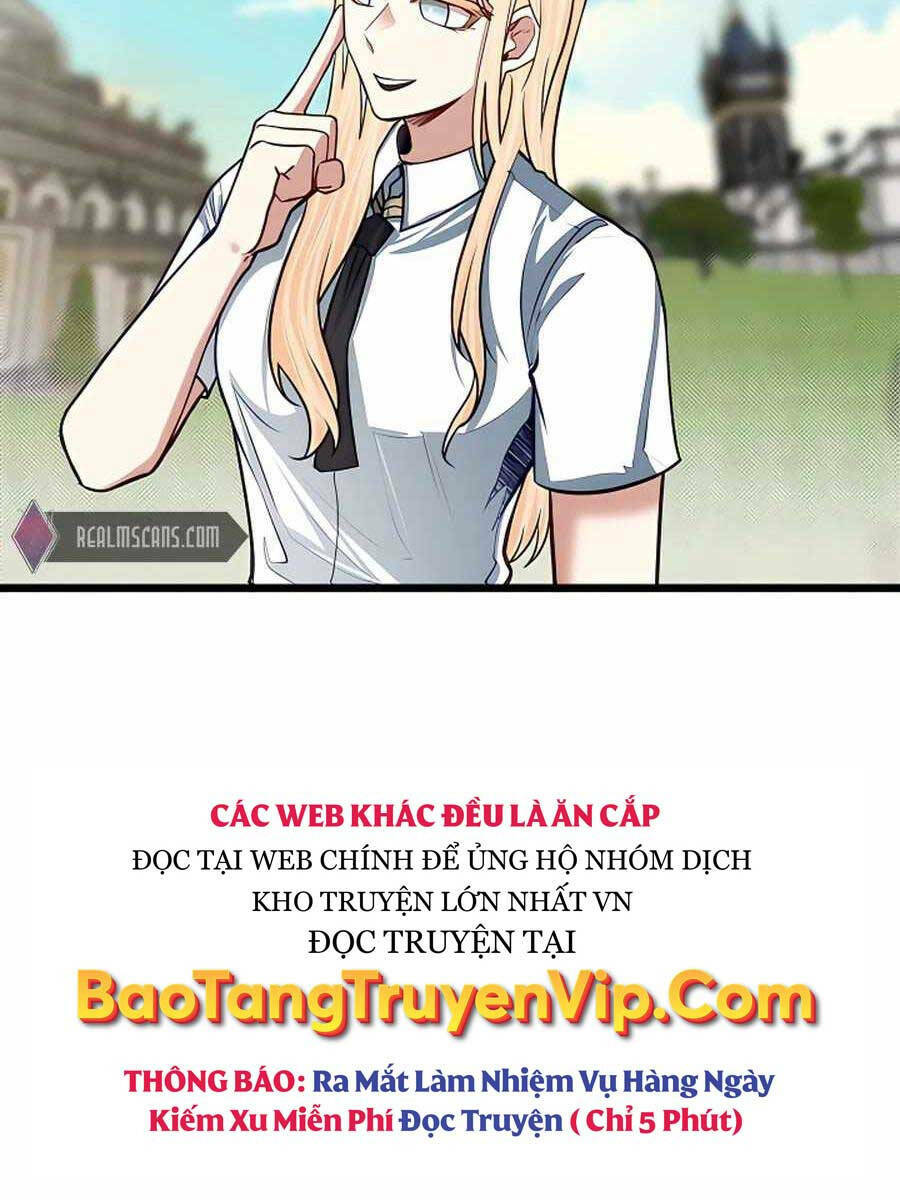 REALMSCANS.COM
CÁC WEB KHÁC ĐỀU LÀ ĂN CẮP
ĐỌC TẠI WEB CHÍNH ĐỂ ỦNG HỘ NHÓM DỊCH
KHO TRUYỆN LỚN NHẤT VN
ĐỌC TRUYỆN TẠI
BaoTangTruyenVip.Com
THÔNG BÁO: Ra Mắt Làm Nhiệm Vụ Hàng Ngày
Kiếm Xu Miễn Phí Đọc Truyện ( Chỉ 5 Phút)